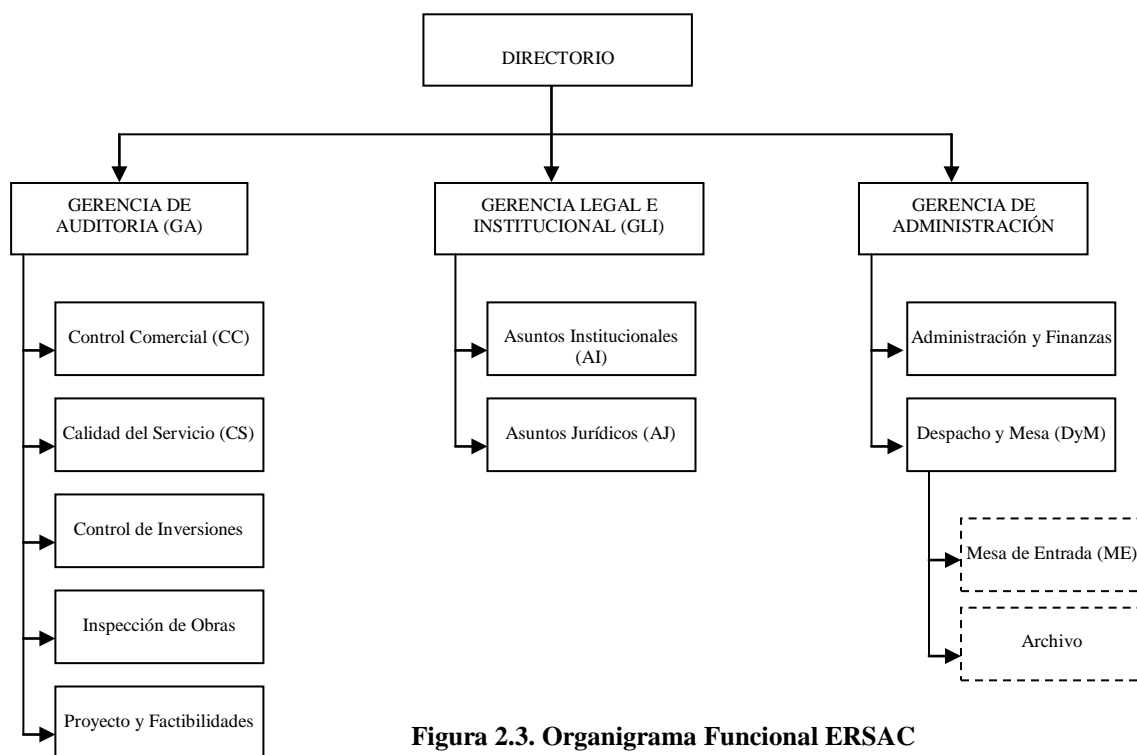 DIRECTORIO
GERENCIA DE
AUDITORIA (GA)
GERENCIA LEGAL E
INSTITUCIONAL (GLI)
GERENCIA DE
ADMINISTRACIÓN
Control Comercial (CC)
Calidad del Servicio (CS)
Control de Inversiones
Inspección de Obras
Proyecto y Factibilidades
Asuntos Institucionales
(AI)
Asuntos Jurídicos (AJ)
Administración y Finanzas
Despacho y Mesa (DyM)
Mesa de Entrada (ME)
Archivo
Figura 2.3. Organigrama Funcional ERSAC